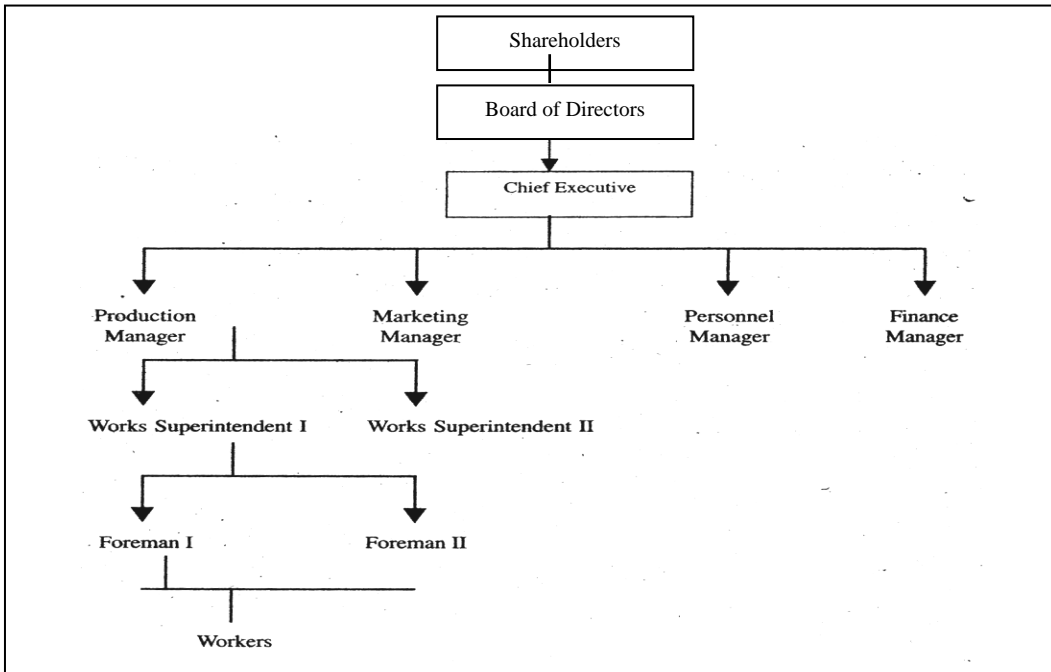 Shareholders
Board of Directors
Chief Executive
Production
Manager
Marketing
Manager
Personnel
Manager
Finance
Manager
Works Superintendent I
Works Superintendent II
Foreman I
Foreman II
Workers